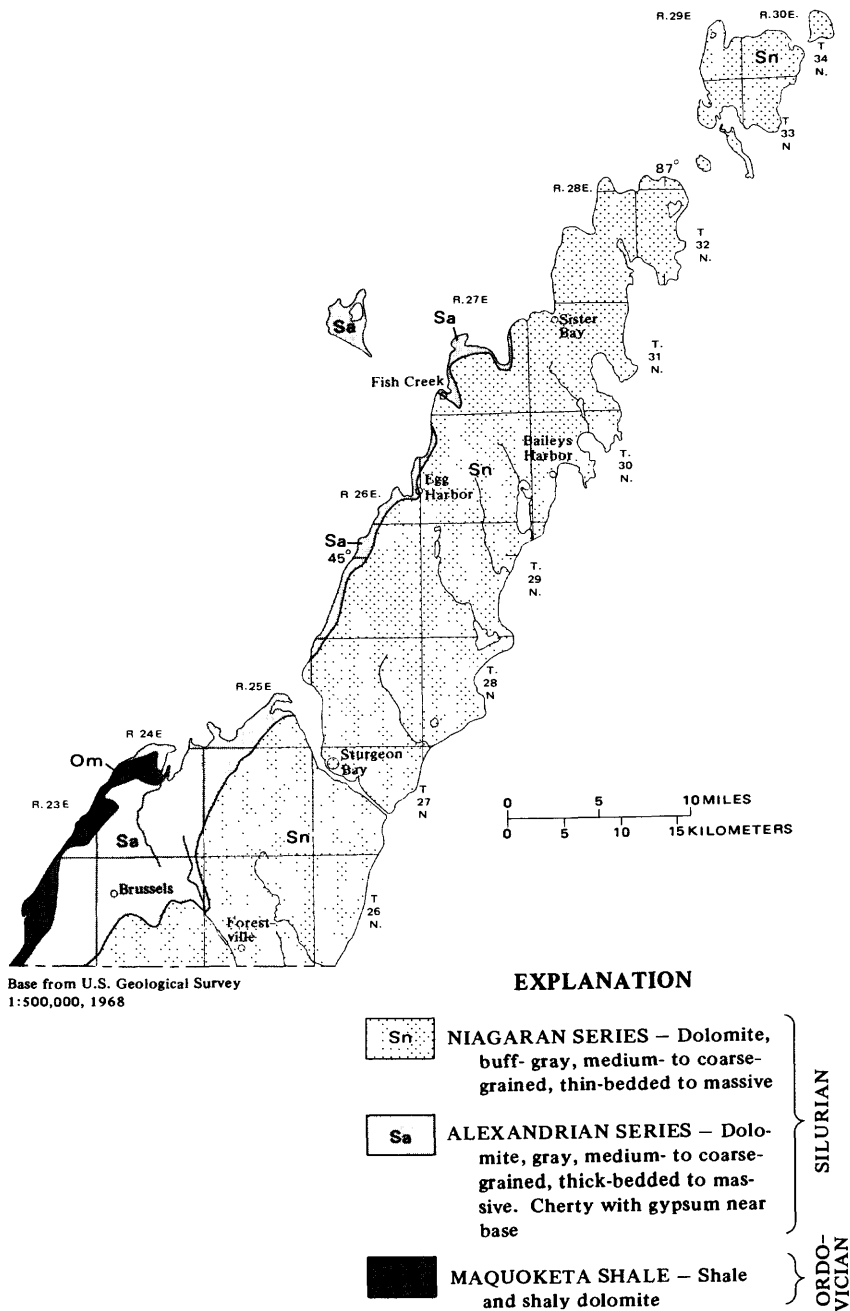 R.29E
R.30E.
Sn
T
34
N.
T
33
N
87°
R.28E.
T
32
N.
R.27E
Sa
Sa
Sister
Bay
T.
31
N.
Fish Creek
Baileys
Harbor
T.
30
N.
Sn
Egg
Harbor
R 26E.
Sa
45°
T
29
N.
T.
28
N
R.25E
R 24E
Om
Sturgeon
Bay
T
27
N
R.23E
0 5 10 MILES
0 5 10 15 KILOMETERS
Sa
Sn
Brussels
T
26
N.
Forest-
ville
Base from U.S. Geological Survey
1:500,000, 1968
EXPLANATION
Sn
NIAGARAN SERIES — Dolomite,
buff- gray, medium- to coarse-
grained, thin-bedded to massive
Sa
ALEXANDRIAN SERIES — Dolo-
mite, gray, medium- to coarse-
grained, thick-bedded to mas-
sive. Cherty with gypsum near
base
SILURIAN
MAQUOKETA SHALE — Shale
and shaly dolomite
ORDO-
VICIAN